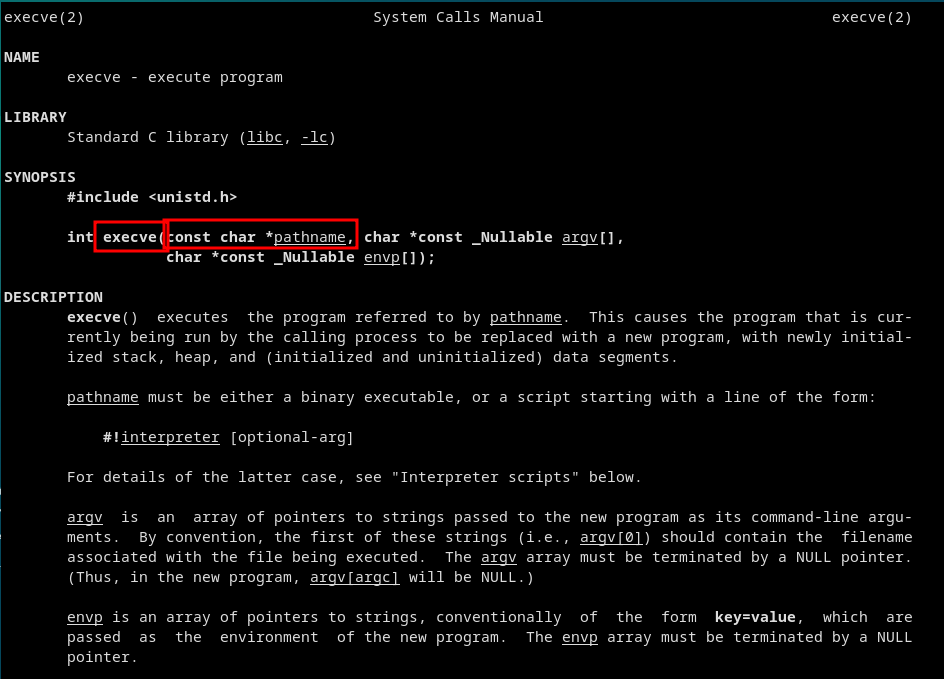 execve(2) System Calls Manual execve(2)
NAME
execve - execute program
LIBRARY
Standard C library (libc, -lc)
SYNOPSIS
#include <unistd.h>
int execve(const char *pathname, char *const _Nullable argv[],
char *const _Nullable envp[]);
DESCRIPTION
execve() executes the program referred to by pathname. This causes the program that is cur-
rently being run by the calling process to be replaced with a new program, with newly initial-
ized stack, heap, and (initialized and uninitialized) data segments.
pathname must be either a binary executable, or a script starting with a line of the form:
#!interpreter [optional-arg]
For details of the latter case, see "Interpreter scripts" below.
argv is an array of pointers to strings passed to the new program as its command-line argu-
ments. By convention, the first of these strings (i.e., argv[0]) should contain the filename
associated with the file being executed. The argv array must be terminated by a NULL pointer.
(Thus, in the new program, argv[argc] will be NULL.)
envp is an array of pointers to strings, conventionally of the form key=value, which are
passed as the environment of the new program. The envp array must be terminated by a NULL
pointer.